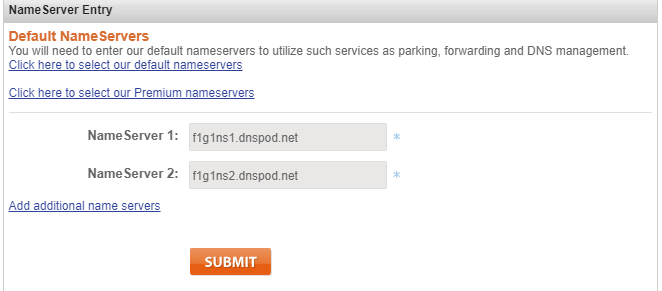 NameServer Entry
Default NameServers
You will need to enter our default nameservers to utilize such services as parking, forwarding and DNS management.
Click here to select our default nameservers
Click here to select our Premium nameservers
NameServer 1: f1g1ns1.dnspod.net *
NameServer 2: f1g1ns2.dnspod.net *
Add additional name servers
SUBMIT